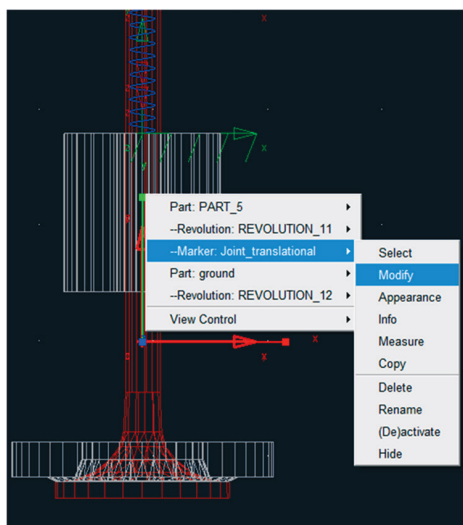 x
x
x
Part: PART_5
--Revolution: REVOLUTION_11
--Marker: Joint_translational
Part: ground
--Revolution: REVOLUTION_12
View Control
Select
Modify
Appearance
Info
Measure
Copy
Delete
Rename
(De)activate
Hide
x
x